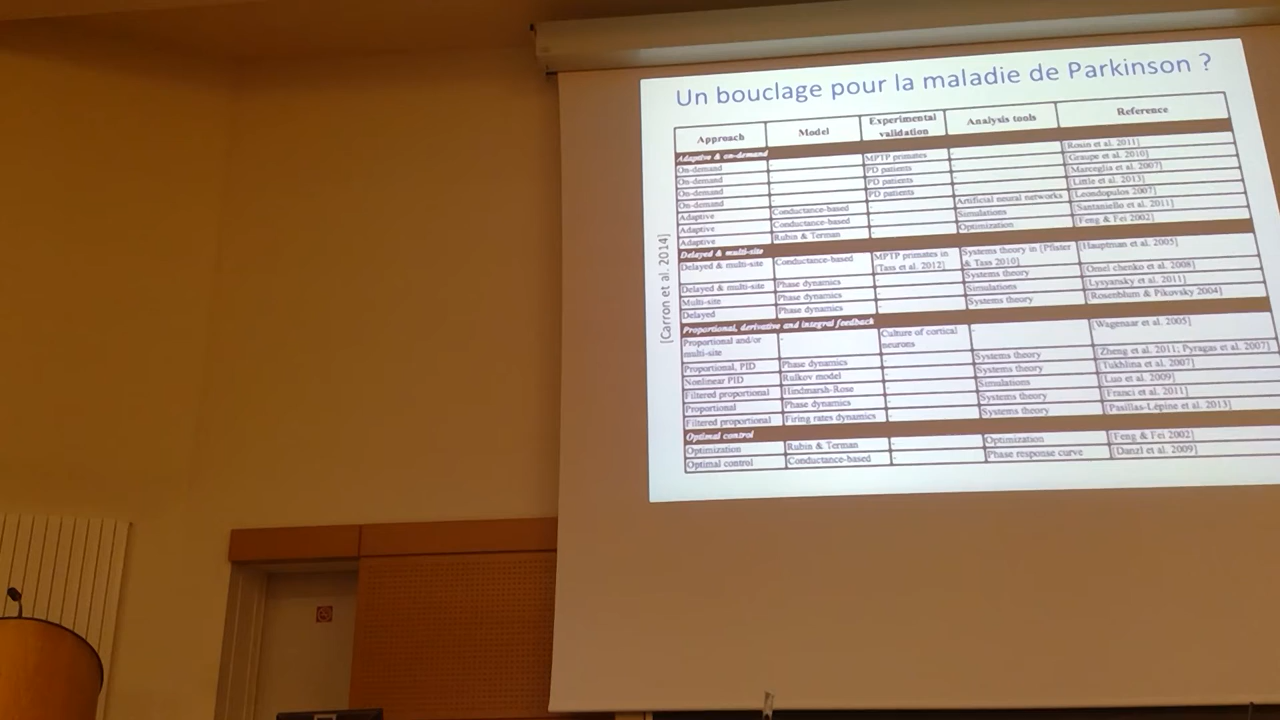 Un bouclage pour la maladie de Parkinson ?
[Carron et al. 2014]
Approach Model Experimental validation Analysis tools Reference
Adaptive & on-demand
On-demand - MPTP primates - [Rosin et al. 2011]
On-demand - PD patients - [Graupe et al. 2010]
On-demand - PD patients - [Marceglia et al. 2007]
On-demand - PD patients - [Little et al. 2013]
Adaptive Conductance-based - Artificial neural networks [Leondopulos 2007]
Adaptive Conductance-based - Simulations [Santaniello et al. 2011]
Adaptive Rubin & Terman - Optimization [Feng & Fei 2002]
Delayed & multi-site
Delayed & multi-site Conductance-based MPTP primates in [Tass et al. 2012] Systems theory in [Pfister & Tass 2010] [Hauptman et al. 2005]
Delayed & multi-site Phase dynamics - Systems theory [Omel chenko et al. 2008]
Multi-site Phase dynamics - Simulations [Lysyansky et al. 2011]
Delayed Phase dynamics - Systems theory [Rosenblum & Pikovsky 2004]
Proportional, derivative and integral feedback
Proportional and/or multi-site - Culture of cortical neurons - [Wagenaar et al. 2005]
Proportional, PID Phase dynamics - Systems theory [Zheng et al. 2011; Pyragas et al. 2007]
Nonlinear PID Rulkov model - Systems theory [Tukhlina et al. 2007]
Filtered proportional Hindmarsh-Rose - Simulations [Luo et al. 2009]
Proportional Phase dynamics - Systems theory [Franci et al. 2011]
Filtered proportional Firing rates dynamics - Systems theory [Pasillas-Lépine et al. 2013]
Optimal control
Optimization Rubin & Terman - Optimization [Feng & Fei 2002]
Optimal control Conductance-based - Phase response curve [Danzl et al. 2009]